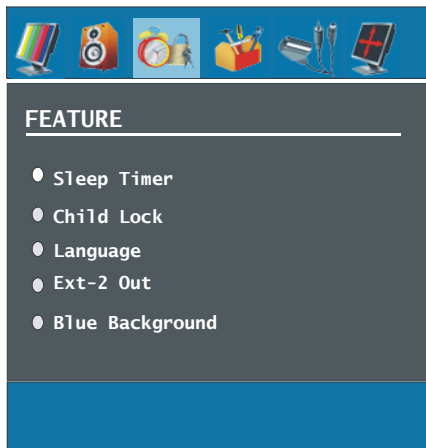 FEATURE
Sleep Timer
Child Lock
Language
Ext-2 Out
Blue Background